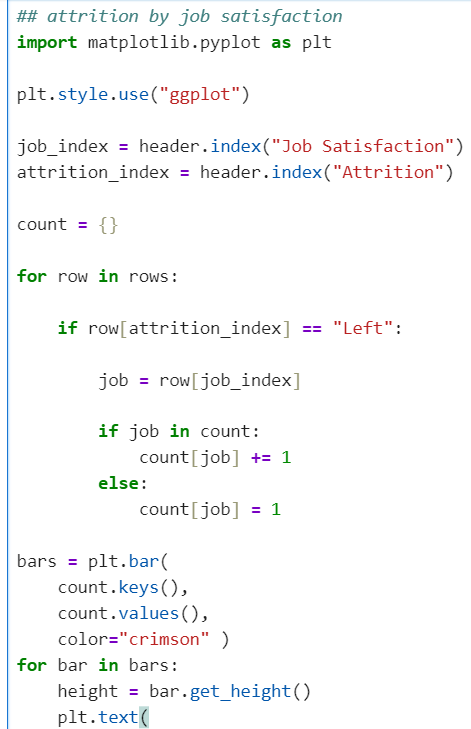 ## attrition by job satisfaction
import matplotlib.pyplot as plt

plt.style.use("ggplot")

job_index = header.index("Job Satisfaction")
attrition_index = header.index("Attrition")

count = {}

for row in rows:

    if row[attrition_index] == "Left":

        job = row[job_index]

        if job in count:
            count[job] += 1
        else:
            count[job] = 1

bars = plt.bar(
    count.keys(),
    count.values(),
    color="crimson" )
for bar in bars:
    height = bar.get_height()
    plt.text(